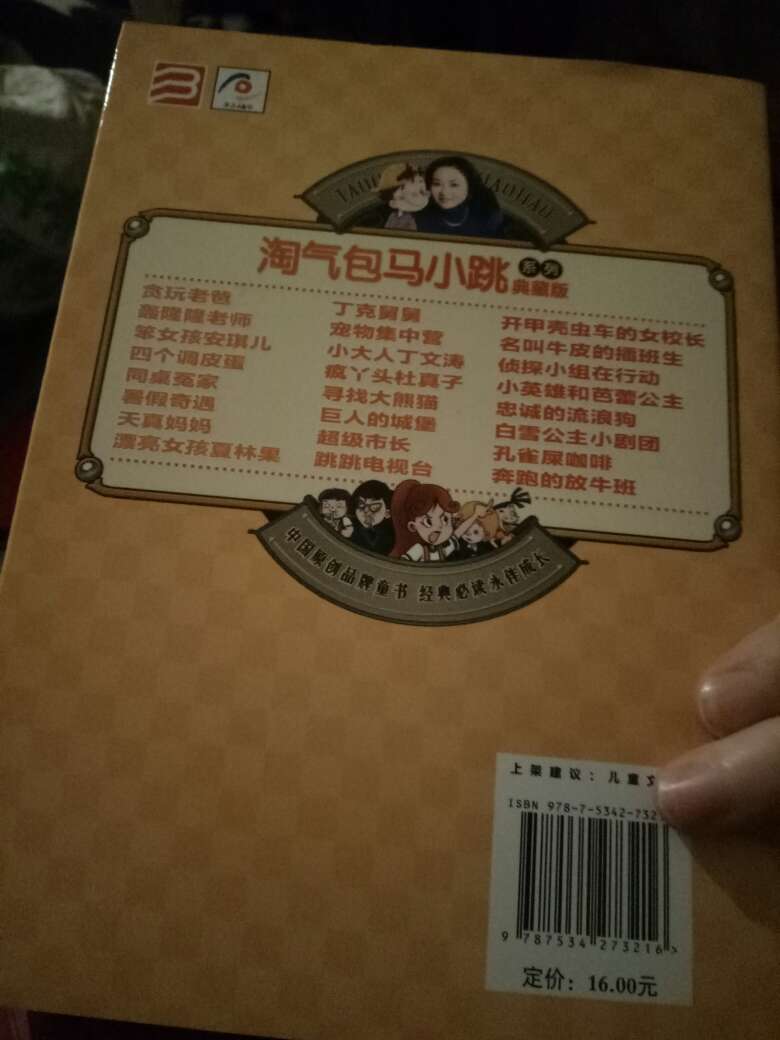 淘气包马小跳 系列
典藏版
贪玩老爸
轰隆隆老师
笨女孩安琪儿
四个调皮蛋
同桌冤家
暑假奇遇
天真妈妈
漂亮女孩夏林果
丁克舅舅
宠物集中营
小大人丁文涛
疯丫头杜真子
寻找大熊猫
巨人的城堡
超级市长
跳跳电视台
开甲壳虫车的女校长
名叫牛皮的插班生
侦探小组在行动
小英雄和芭蕾公主
忠诚的流浪狗
白雪公主小剧团
孔雀屎咖啡
奔跑的放牛班
中国原创品牌童书 经典必读永伴成长
上架建议：儿童文
ISBN 978-7-5342-732
9 787534 273216 >
定价：16.00元